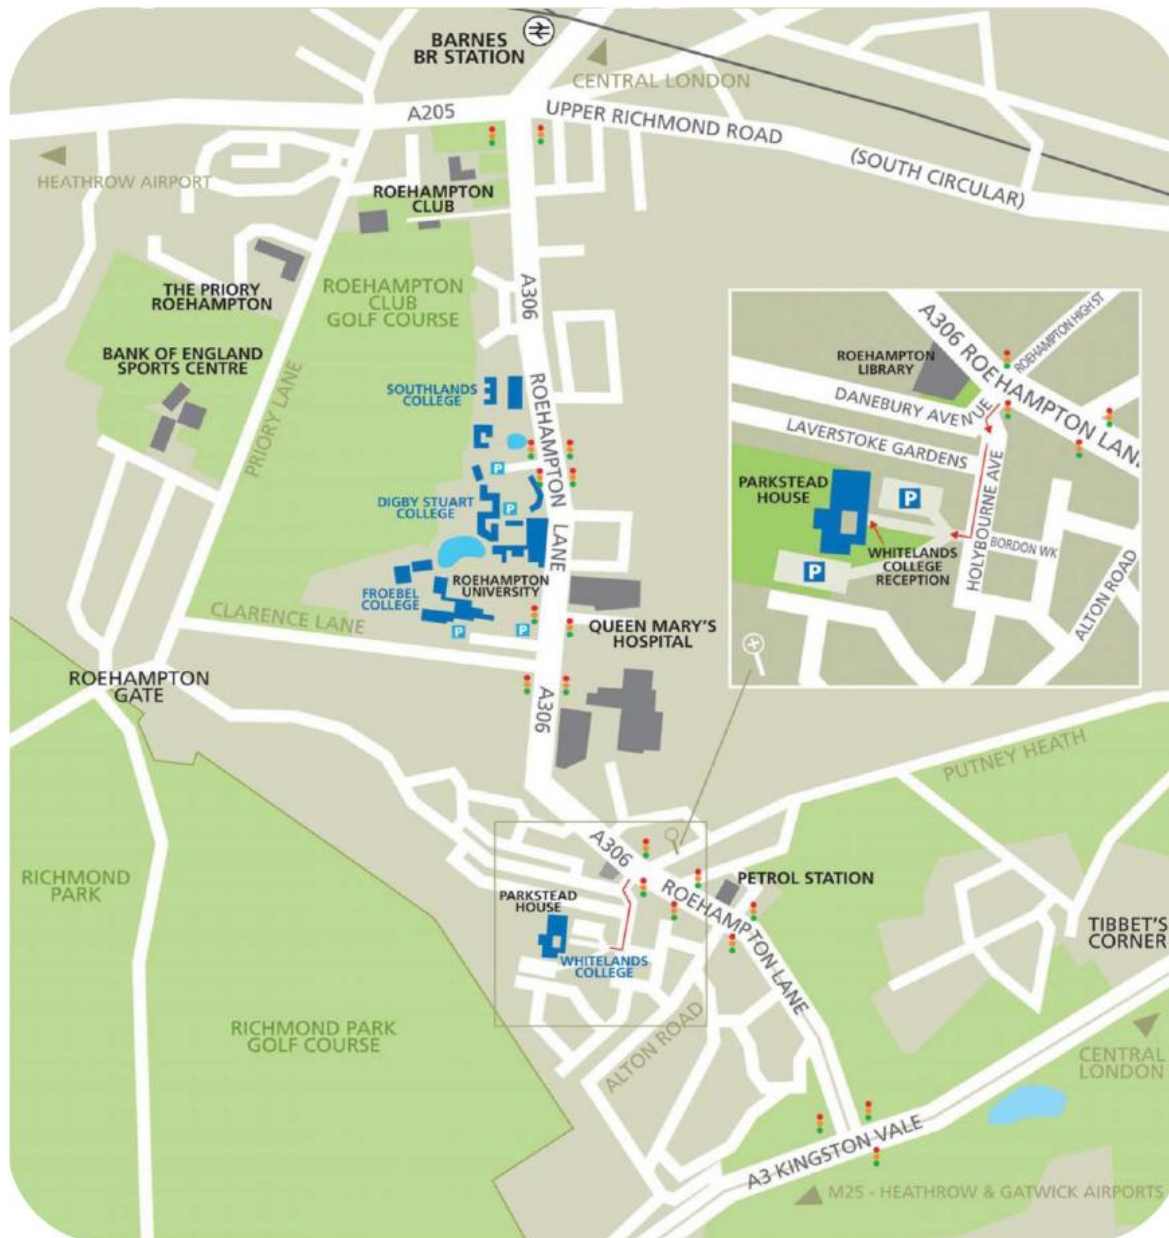 BARNES
BR STATION
CENTRAL LONDON
A205
UPPER RICHMOND ROAD
(SOUTH CIRCULAR)
HEATHROW AIRPORT
ROEHAMPTON
CLUB
THE PRIORY
ROEHAMPTON
ROEHAMPTON
CLUB
GOLF COURSE
A306
BANK OF ENGLAND
SPORTS CENTRE
PRIORY LANE
SOUTHLANDS
COLLEGE
ROEHAMPTON LANE
P
DIGBY STUART
COLLEGE
P
ROEHAMPTON
UNIVERSITY
FROEBEL
COLLEGE
P
P
CLARENCE LANE
QUEEN MARY'S
HOSPITAL
ROEHAMPTON
GATE
A306
A306 ROEHAMPTON LANE
ROEHAMPTON HIGH ST
ROEHAMPTON
LIBRARY
DANEBURY AVENUE
LAVERSTOKE GARDENS
PARKSTEAD
HOUSE
P
HOLYBOURNE AVE
WHITELANDS
COLLEGE
RECEPTION
BORDON WK
P
ALTON ROAD
PUTNEY HEATH
A306
ROEHAMPTON LANE
PETROL STATION
RICHMOND
PARK
PARKSTEAD
HOUSE
WHITELANDS
COLLEGE
TIBBET'S
CORNER
RICHMOND PARK
GOLF COURSE
ALTON ROAD
CENTRAL
LONDON
A3 KINGSTON VALE
M25 - HEATHROW & GATWICK AIRPORTS